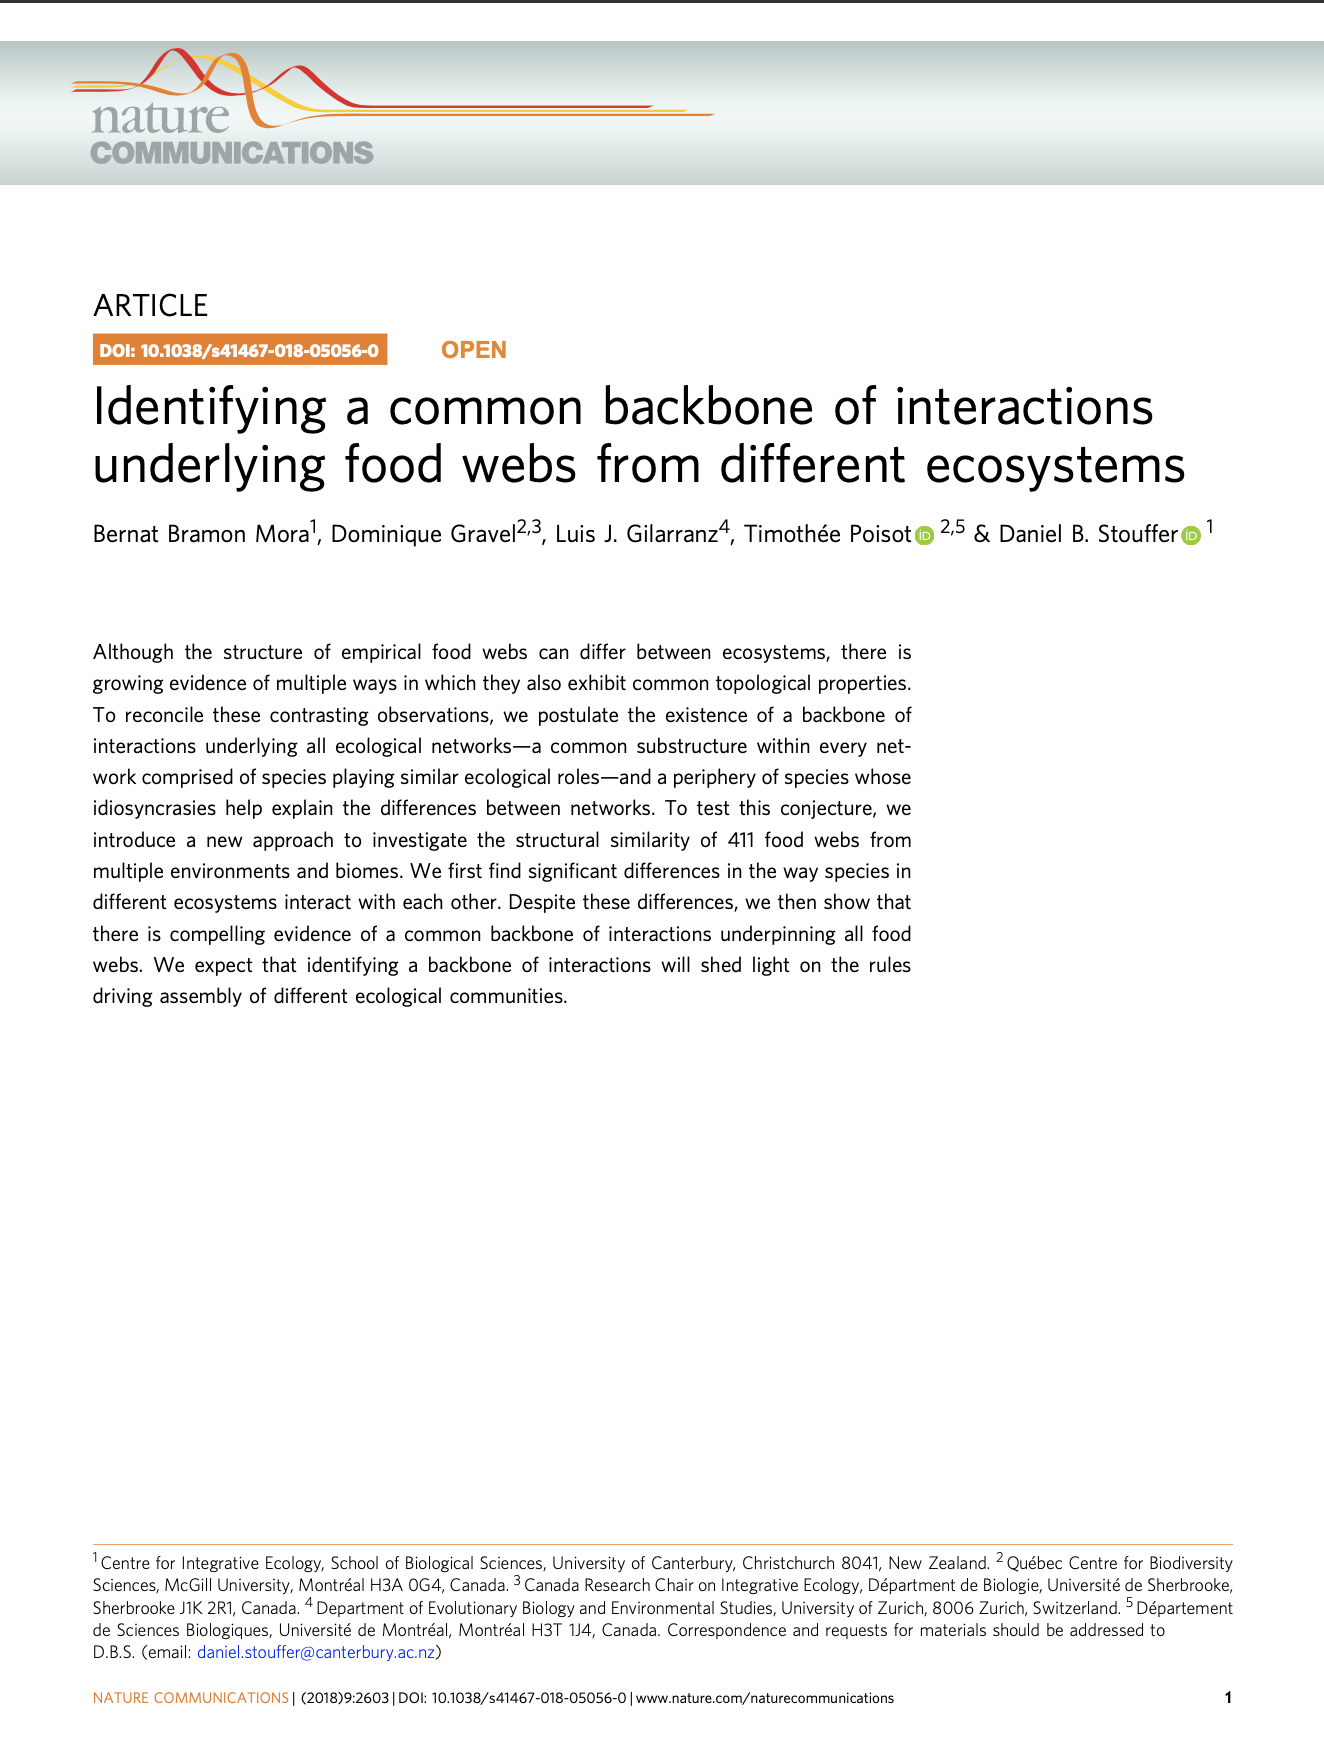 nature
COMMUNICATIONS
ARTICLE
DOI: 10.1038/s41467-018-05056-0 OPEN
Identifying a common backbone of interactions
underlying food webs from different ecosystems
Bernat Bramon Mora1, Dominique Gravel2,3, Luis J. Gilarranz4, Timothée Poisot iD 2,5 & Daniel B. Stouffer iD 1
Although the structure of empirical food webs can differ between ecosystems, there is
growing evidence of multiple ways in which they also exhibit common topological properties.
To reconcile these contrasting observations, we postulate the existence of a backbone of
interactions underlying all ecological networks—a common substructure within every net-
work comprised of species playing similar ecological roles—and a periphery of species whose
idiosyncrasies help explain the differences between networks. To test this conjecture, we
introduce a new approach to investigate the structural similarity of 411 food webs from
multiple environments and biomes. We first find significant differences in the way species in
different ecosystems interact with each other. Despite these differences, we then show that
there is compelling evidence of a common backbone of interactions underpinning all food
webs. We expect that identifying a backbone of interactions will shed light on the rules
driving assembly of different ecological communities.
1 Centre for Integrative Ecology, School of Biological Sciences, University of Canterbury, Christchurch 8041, New Zealand. 2 Québec Centre for Biodiversity
Sciences, McGill University, Montréal H3A 0G4, Canada. 3 Canada Research Chair on Integrative Ecology, Départment de Biologie, Université de Sherbrooke,
Sherbrooke J1K 2R1, Canada. 4 Department of Evolutionary Biology and Environmental Studies, University of Zurich, 8006 Zurich, Switzerland. 5 Département
de Sciences Biologiques, Université de Montréal, Montréal H3T 1J4, Canada. Correspondence and requests for materials should be addressed to
D.B.S. (email: daniel.stouffer@canterbury.ac.nz)
NATURE COMMUNICATIONS | (2018)9:2603 | DOI: 10.1038/s41467-018-05056-0 | www.nature.com/naturecommunications 1